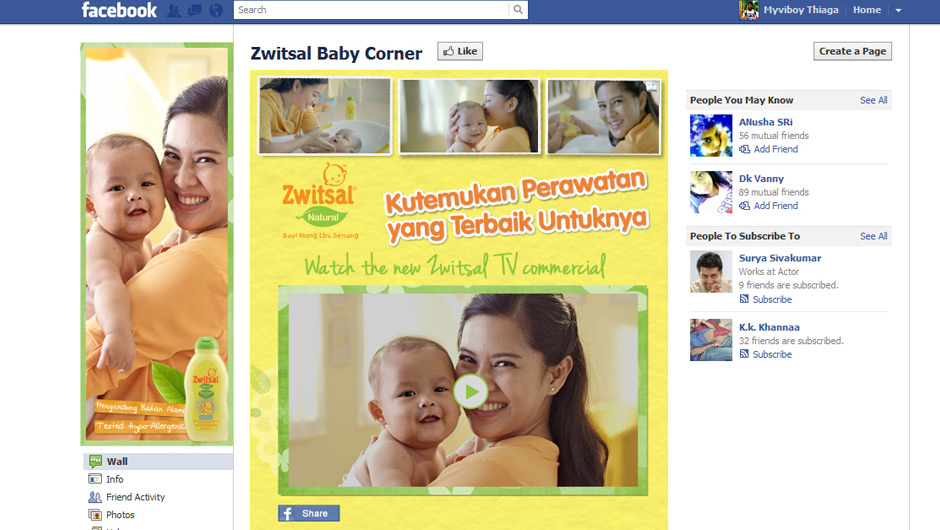 facebook
Search
Myviboy Thiaga
Home
Zwitsal Baby Corner
Like
Create a Page
Zwitsal
Natural
Bayi Riang Ibu Senang
Kutemukan Perawatan
yang Terbaik Untuknya
Watch the new Zwitsal TV commercial
Share
Zwitsal
Mengandung Bahan Alami
Tested Hypo-Allergenic
Wall
Info
Friend Activity
Photos
People You May Know
See All
ANusha SRi
56 mutual friends
Add Friend
Dk Vanny
89 mutual friends
Add Friend
People To Subscribe To
See All
Surya Sivakumar
Works at Actor
9 friends are subscribed.
Subscribe
K.k. Khannaa
32 friends are subscribed.
Subscribe